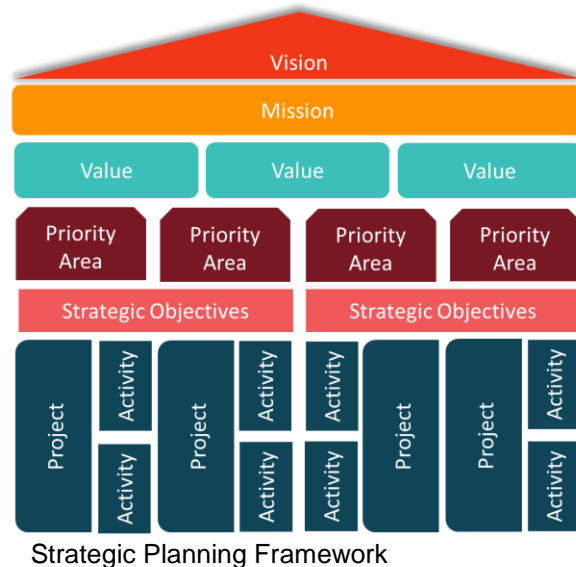 Vision
Mission
Value Value Value
Priority Area Priority Area Priority Area Priority Area
Strategic Objectives Strategic Objectives
Project Activity Project Activity Activity Project Project Activity
Activity Activity Activity Activity
Strategic Planning Framework